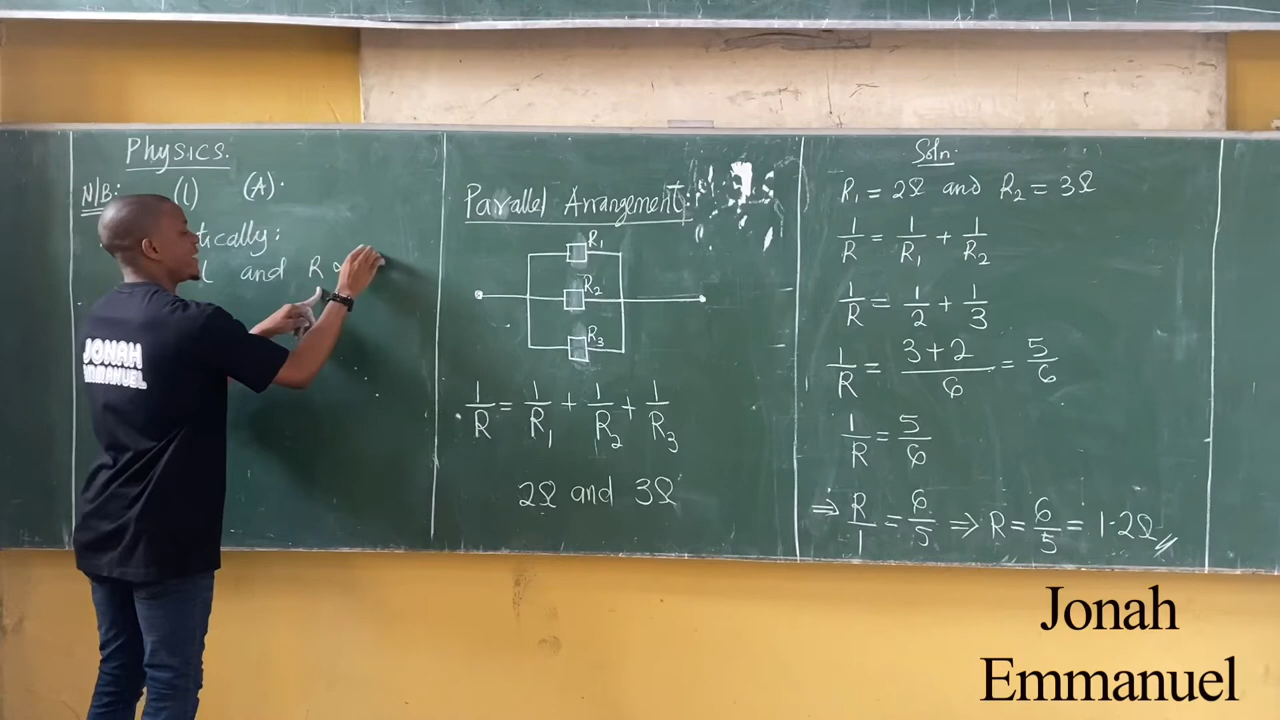 Physics.
N/B: (l) (A).
tically:
l and R ∝
JONAH
EMMANUEL
Parallel Arrangement:
R₁
R₂
R₃
1/R = 1/R₁ + 1/R₂ + 1/R₃
2Ω and 3Ω
Soln.
R₁ = 2Ω and R₂ = 3Ω
1/R = 1/R₁ + 1/R₂
1/R = 1/2 + 1/3
1/R = 3+2/6 = 5/6
1/R = 5/6
⇒ R/1 = 6/5 ⇒ R = 6/5 = 1·2Ω
Jonah
Emmanuel